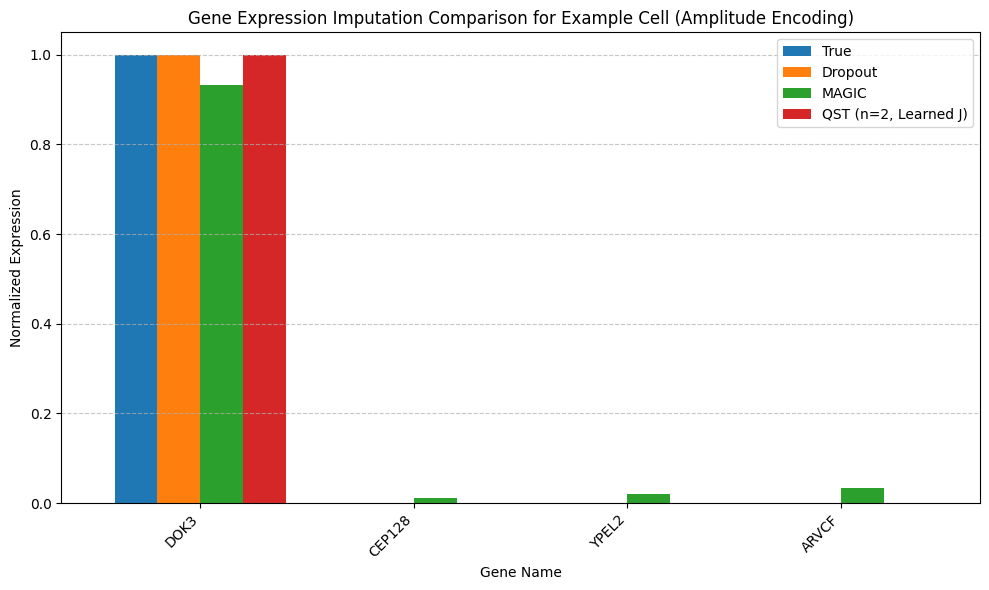 Gene Expression Imputation Comparison for Example Cell (Amplitude Encoding)
True
Dropout
MAGIC
QST (n=2, Learned J)
Normalized Expression
1.0
0.8
0.6
0.4
0.2
0.0
DOK3
CEP128
YPEL2
ARVCF
Gene Name